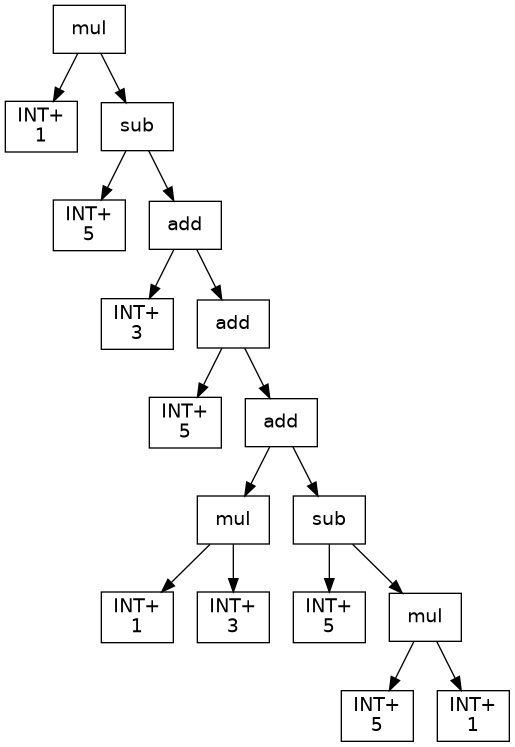 mul
INT+
1
sub
INT+
5
add
INT+
3
add
INT+
5
add
mul
sub
INT+
1
INT+
3
INT+
5
mul
INT+
5
INT+
1